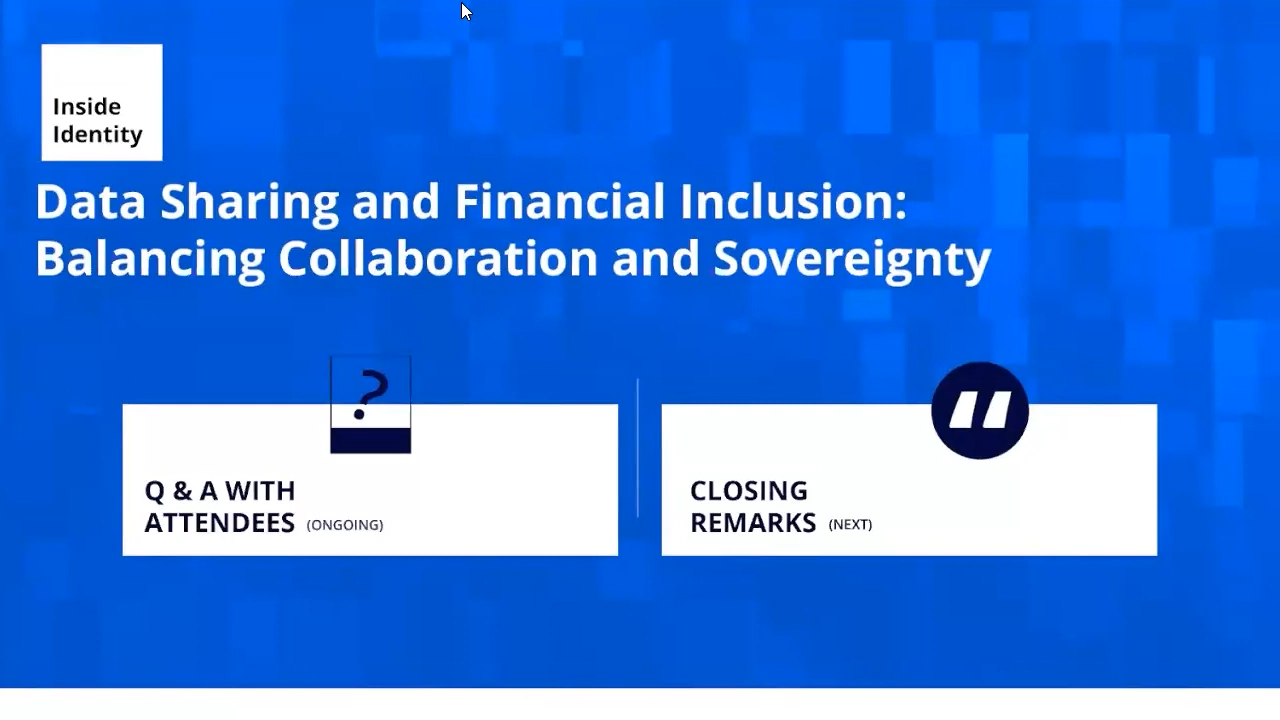 Inside
Identity
Data Sharing and Financial Inclusion:
Balancing Collaboration and Sovereignty
?
Q & A WITH
ATTENDEES (ONGOING)
CLOSING
REMARKS (NEXT)